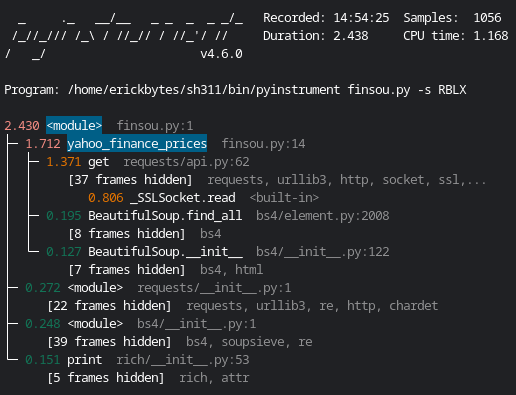 _     ._   __/__   _ _  _  _ _/_   Recorded: 14:54:25  Samples:  1056
 /_//_/// /_\ / //_// / //_'/ //     Duration: 2.438     CPU time: 1.168
/   _/                      v4.6.0
Program: /home/erickbytes/sh311/bin/pyinstrument finsou.py -s RBLX
2.430 <module>  finsou.py:1
├─ 1.712 yahoo_finance_prices  finsou.py:14
│  ├─ 1.371 get  requests/api.py:62
│  │     [37 frames hidden]  requests, urllib3, http, socket, ssl,...
│  │        0.806 _SSLSocket.read  <built-in>
│  ├─ 0.195 BeautifulSoup.find_all  bs4/element.py:2008
│  │     [8 frames hidden]  bs4
│  └─ 0.127 BeautifulSoup.__init__  bs4/__init__.py:122
│        [7 frames hidden]  bs4, html
├─ 0.272 <module>  requests/__init__.py:1
│     [22 frames hidden]  requests, urllib3, re, http, chardet
├─ 0.248 <module>  bs4/__init__.py:1
│     [39 frames hidden]  bs4, soupsieve, re
└─ 0.151 print  rich/__init__.py:53
      [5 frames hidden]  rich, attr